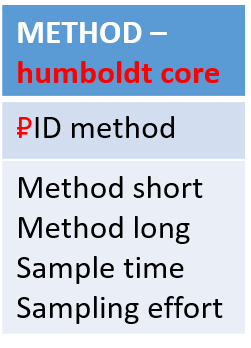 METHOD –
humboldt core
₽ID method
Method short
Method long
Sample time
Sampling effort